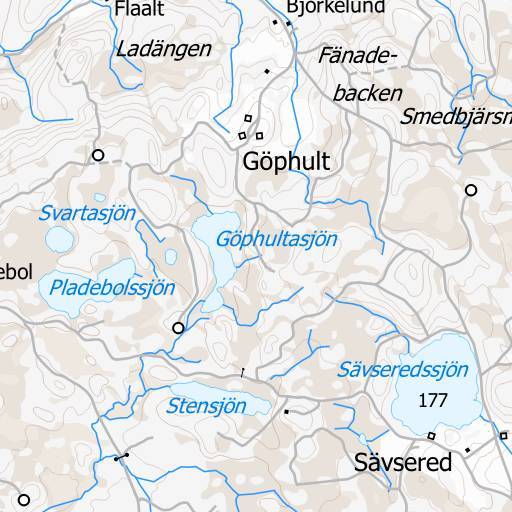 Flaalt
Björkelund
Ladängen
Fänade-
backen
Smedbjärsm
Göphult
Svartasjön
Göphultasjön
ebol
Pladebolssjön
Sävseredssjön
177
Stensjön
Sävsered